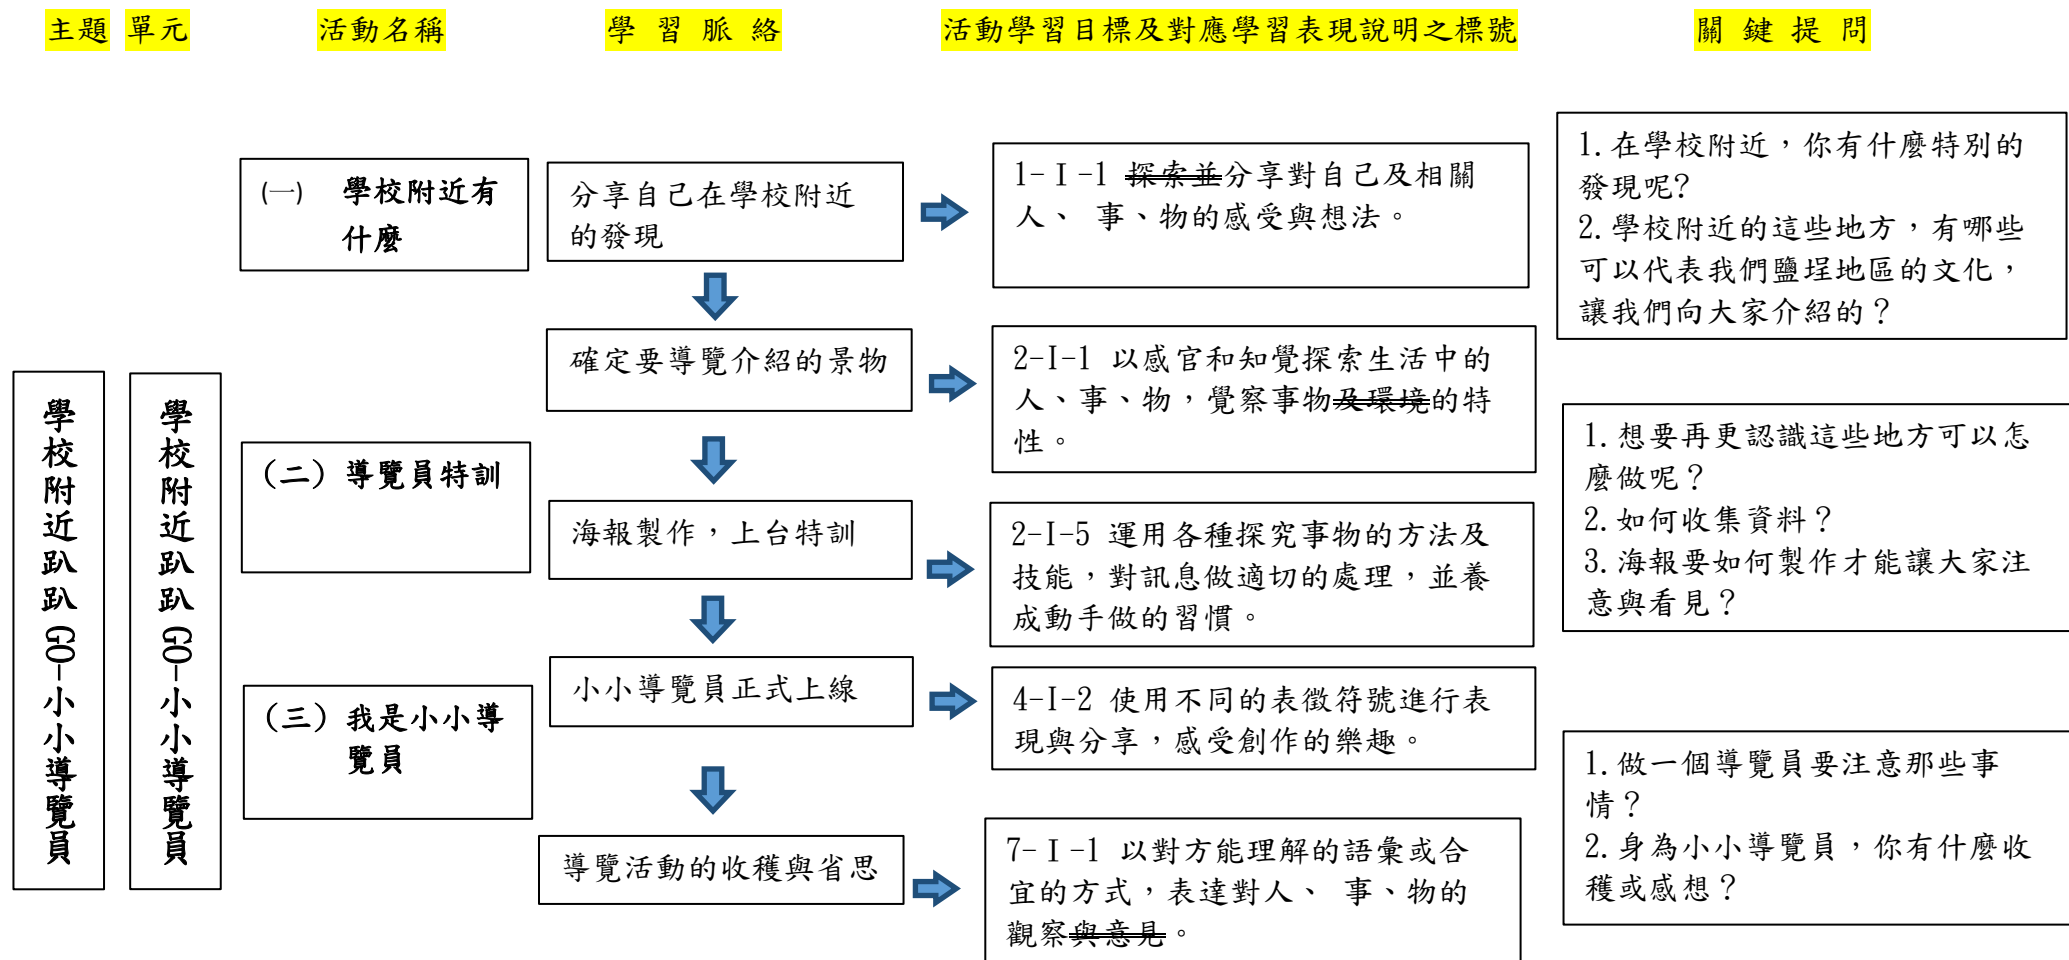 主題 單元 活動名稱 學 習 脈 絡 活動學習目標及對應學習表現說明之標號 關 鍵 提 問
學校附近趴趴 GO-小小導覽員
學校附近趴趴 GO-小小導覽員
(一) 學校附近有
什麼
(二) 導覽員特訓
(三) 我是小小導
覽員
分享自己在學校附近
的發現
確定要導覽介紹的景物
海報製作，上台特訓
小小導覽員正式上線
導覽活動的收穫與省思
1-Ⅰ-1 探索並分享對自己及相關
人、 事、物的感受與想法。
2-I-1 以感官和知覺探索生活中的
人、事、物，覺察事物及環境的特
性。
2-I-5 運用各種探究事物的方法及
技能，對訊息做適切的處理，並養
成動手做的習慣。
4-I-2 使用不同的表徵符號進行表
現與分享，感受創作的樂趣。
7-Ⅰ-1 以對方能理解的語彙或合
宜的方式，表達對人、 事、物的
觀察與意見。
1.在學校附近，你有什麼特別的
發現呢?
2.學校附近的這些地方，有哪些
可以代表我們鹽埕地區的文化，
讓我們向大家介紹的？
1.想要再更認識這些地方可以怎
麼做呢？
2.如何收集資料？
3.海報要如何製作才能讓大家注
意與看見？
1.做一個導覽員要注意那些事
情？
2.身為小小導覽員，你有什麼收
穫或感想？